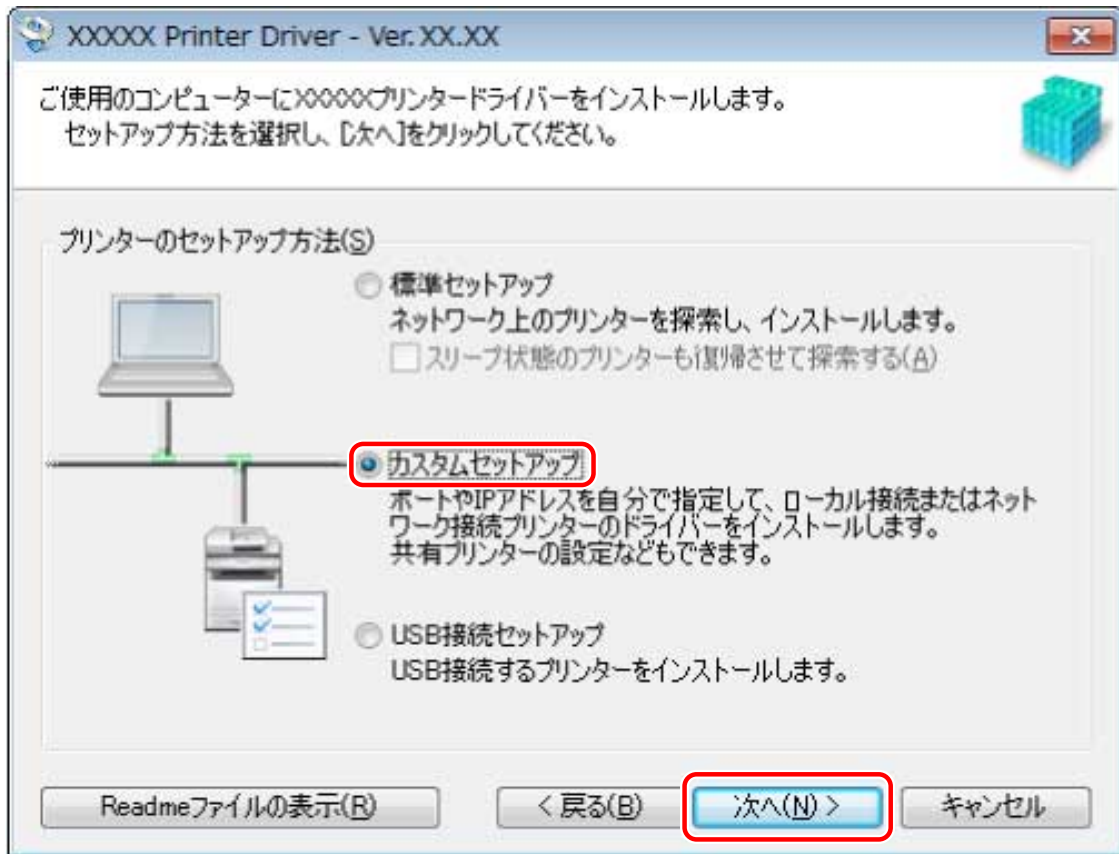 XXXXX Printer Driver - Ver. XX.XX
ご使用のコンピューターにXXXXXプリンタードライバーをインストールします。
セットアップ方法を選択し、[次へ]をクリックしてください。
プリンターのセットアップ方法(S)
標準セットアップ
ネットワーク上のプリンターを探索し、インストールします。
スリープ状態のプリンターも復帰させて探索する(A)
カスタムセットアップ
ポートやIPアドレスを自分で指定して、ローカル接続またはネット
ワーク接続プリンターのドライバーをインストールします。
共有プリンターの設定などもできます。
USB接続セットアップ
USB接続するプリンターをインストールします。
Readmeファイルの表示(R)
< 戻る(B)
次へ(N) >
キャンセル